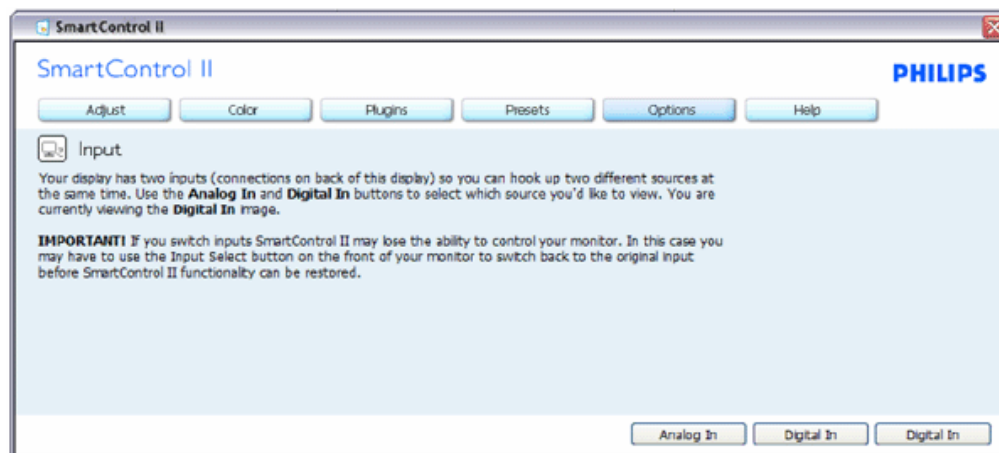 SmartControl II
SmartControl II
PHILIPS
Adjust
Color
Plugins
Presets
Options
Help
Input
Your display has two inputs (connections on back of this display) so you can hook up two different sources at
the same time. Use the Analog In and Digital In buttons to select which source you'd like to view. You are
currently viewing the Digital In image.
IMPORTANT! If you switch inputs SmartControl II may lose the ability to control your monitor. In this case you
may have to use the Input Select button on the front of your monitor to switch back to the original input
before SmartControl II functionality can be restored.
Analog In
Digital In
Digital In